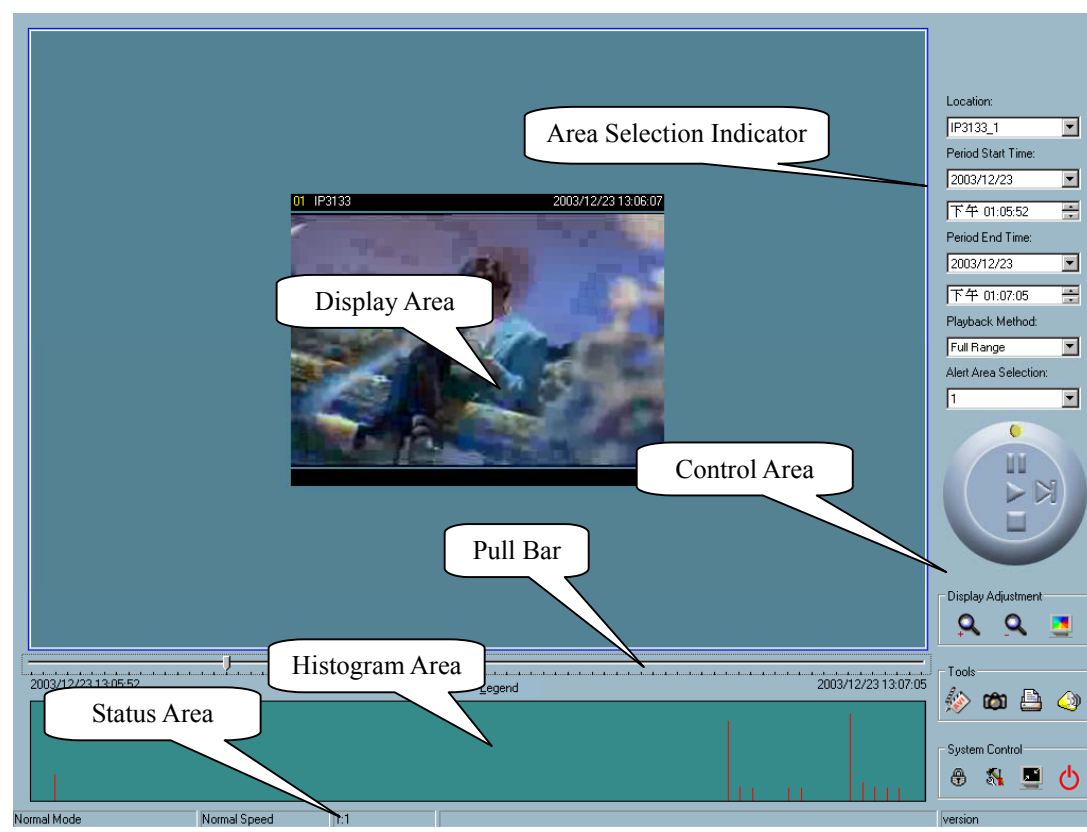 Location:
IP3133_1
Area Selection Indicator
Period Start Time:
2003/12/23
01 IP3133 2003/12/23 13:06:07
下午 01:05:52
Period End Time:
2003/12/23
Display Area
下午 01:07:05
Playback Method:
Full Range
Alert Area Selection:
1
Control Area
Pull Bar
Display Adjustment
Histogram Area
Tools
2003/12/23 13:05:52 Legend 2003/12/23 13:07:05
Status Area
System Control
Normal Mode Normal Speed 1:1 version